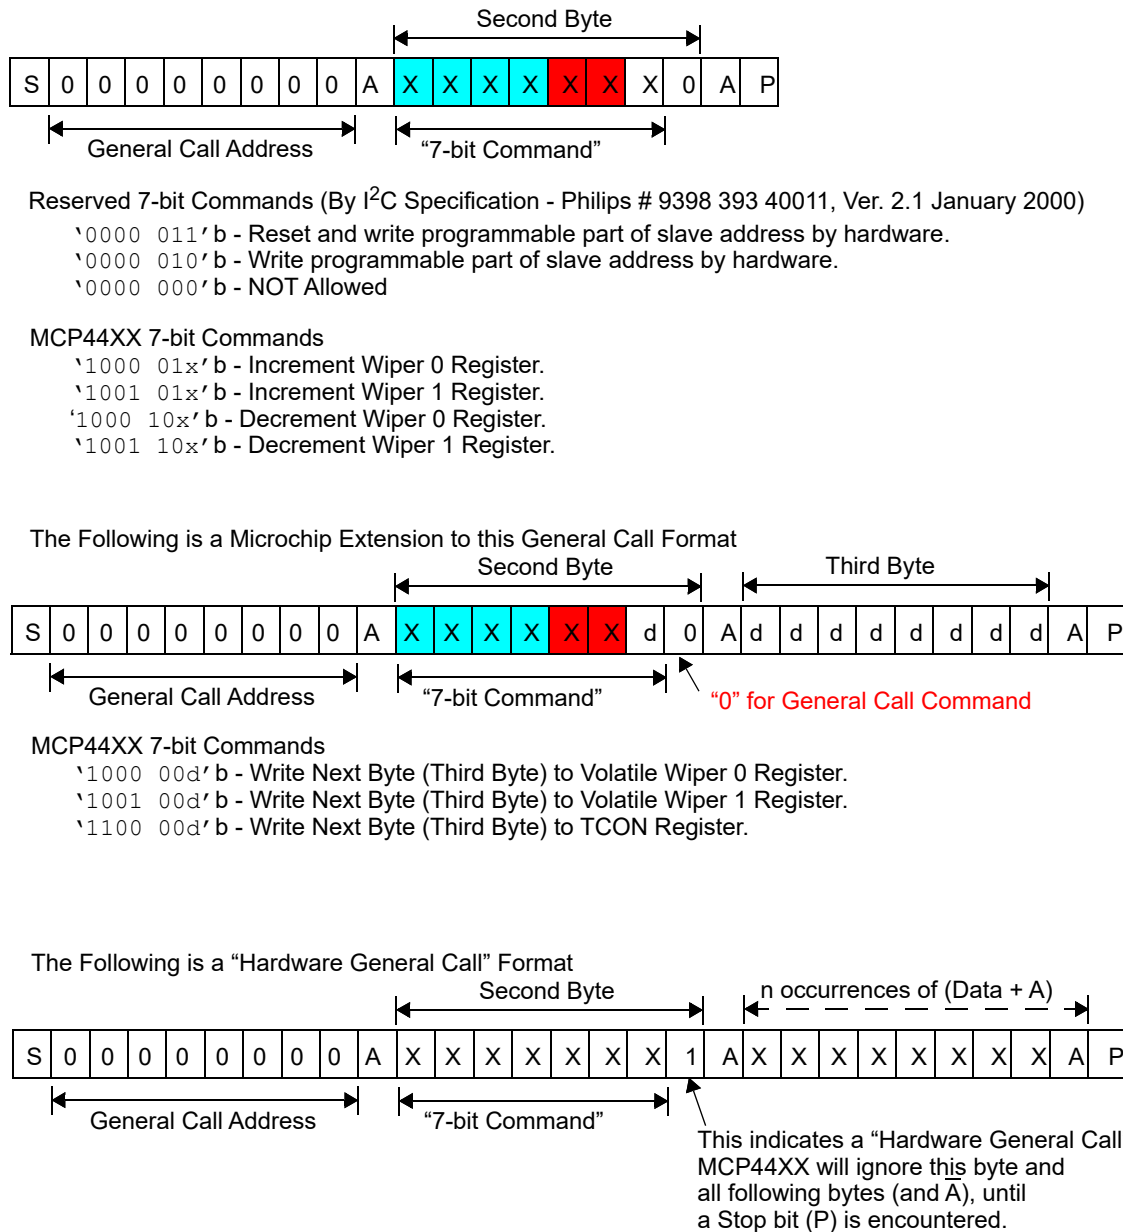 Second Byte
S 0 0 0 0 0 0 0 0 A X X X X X X X 0 A P
General Call Address “7-bit Command”
Reserved 7-bit Commands (By I2C Specification - Philips # 9398 393 40011, Ver. 2.1 January 2000)
‘0000 011’b - Reset and write programmable part of slave address by hardware.
‘0000 010’b - Write programmable part of slave address by hardware.
‘0000 000’b - NOT Allowed
MCP44XX 7-bit Commands
‘1000 01x’b - Increment Wiper 0 Register.
‘1001 01x’b - Increment Wiper 1 Register.
‘1000 10x’b - Decrement Wiper 0 Register.
‘1001 10x’b - Decrement Wiper 1 Register.
The Following is a Microchip Extension to this General Call Format
Second Byte Third Byte
S 0 0 0 0 0 0 0 0 A X X X X X X d 0 A d d d d d d d d A P
General Call Address “7-bit Command” “0” for General Call Command
MCP44XX 7-bit Commands
‘1000 00d’b - Write Next Byte (Third Byte) to Volatile Wiper 0 Register.
‘1001 00d’b - Write Next Byte (Third Byte) to Volatile Wiper 1 Register.
‘1100 00d’b - Write Next Byte (Third Byte) to TCON Register.
The Following is a “Hardware General Call” Format
Second Byte n occurrences of (Data + A)
S 0 0 0 0 0 0 0 0 A X X X X X X X 1 A X X X X X X X X A P
General Call Address “7-bit Command”
This indicates a “Hardware General Call
MCP44XX will ignore this byte and
all following bytes (and A̅), until
a Stop bit (P) is encountered.